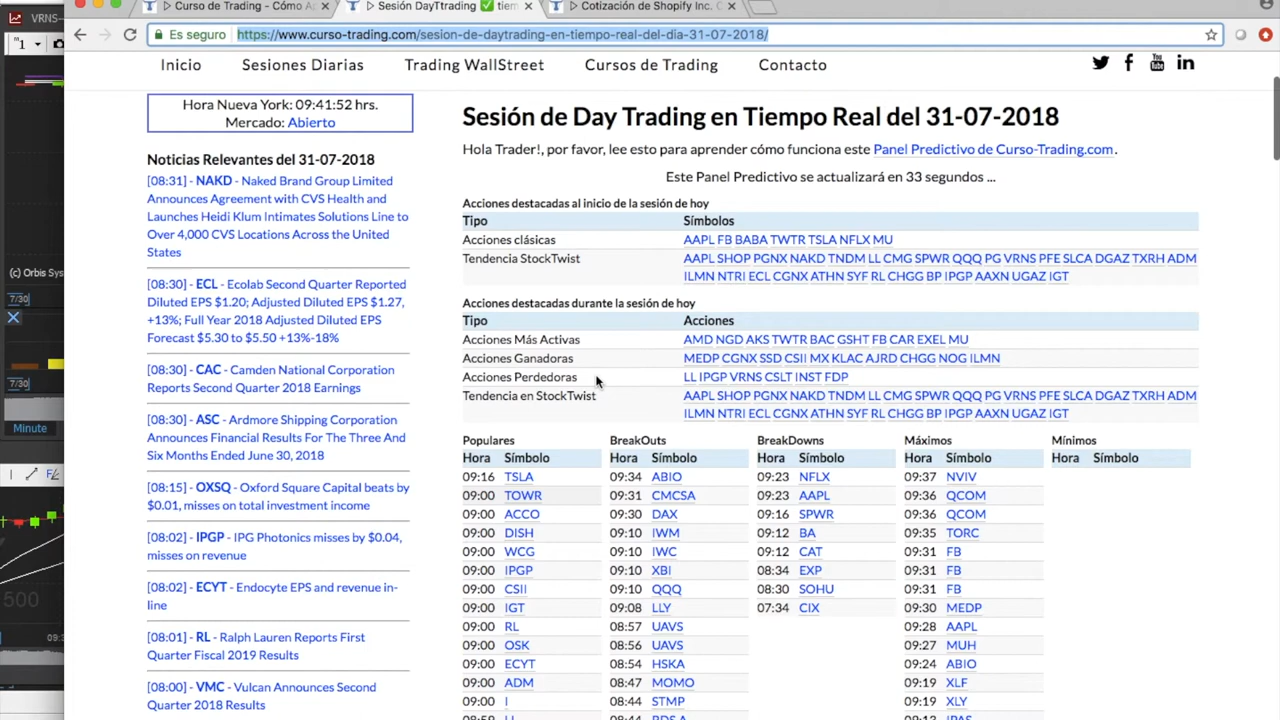 VRNS
Curso de Trading - Cómo A
Sesión DayTtrading ✅ tiem
Cotización de Shopify Inc. C
"1
Es seguro
https://www.curso-trading.com/sesion-de-daytrading-en-tiempo-real-del-dia-31-07-2018/
Inicio Sesiones Diarias Trading WallStreet Cursos de Trading Contacto
Hora Nueva York: 09:41:52 hrs.
Mercado: Abierto
Noticias Relevantes del 31-07-2018
[08:31] - NAKD - Naked Brand Group Limited
Announces Agreement with CVS Health and
Launches Heidi Klum Intimates Solutions Line to
Over 4,000 CVS Locations Across the United
States
[08:30] - ECL - Ecolab Second Quarter Reported
Diluted EPS $1.20; Adjusted Diluted EPS $1.27,
+13%; Full Year 2018 Adjusted Diluted EPS
Forecast $5.30 to $5.50 +13%-18%
[08:30] - CAC - Camden National Corporation
Reports Second Quarter 2018 Earnings
[08:30] - ASC - Ardmore Shipping Corporation
Announces Financial Results For The Three And
Six Months Ended June 30, 2018
[08:15] - OXSQ - Oxford Square Capital beats by
$0.01, misses on total investment income
[08:02] - IPGP - IPG Photonics misses by $0.04,
misses on revenue
[08:02] - ECYT - Endocyte EPS and revenue in-
line
[08:01] - RL - Ralph Lauren Reports First
Quarter Fiscal 2019 Results
[08:00] - VMC - Vulcan Announces Second
Quarter 2018 Results
Sesión de Day Trading en Tiempo Real del 31-07-2018
Hola Trader!, por favor, lee esto para aprender cómo funciona este Panel Predictivo de Curso-Trading.com.
Este Panel Predictivo se actualizará en 33 segundos ...
Acciones destacadas al inicio de la sesión de hoy
Tipo Símbolos
Acciones clásicas AAPL FB BABA TWTR TSLA NFLX MU
Tendencia StockTwist AAPL SHOP PGNX NAKD TNDM LL CMG SPWR QQQ PG VRNS PFE SLCA DGAZ TXRH ADM
ILMN NTRI ECL CGNX ATHN SYF RL CHGG BP IPGP AAXN UGAZ IGT
Acciones destacadas durante la sesión de hoy
Tipo Acciones
Acciones Más Activas AMD NGD AKS TWTR BAC GSHT FB CAR EXEL MU
Acciones Ganadoras MEDP CGNX SSD CSII MX KLAC AJRD CHGG NOG ILMN
Acciones Perdedoras LL IPGP VRNS CSLT INST FDP
Tendencia en StockTwist AAPL SHOP PGNX NAKD TNDM LL CMG SPWR QQQ PG VRNS PFE SLCA DGAZ TXRH ADM
ILMN NTRI ECL CGNX ATHN SYF RL CHGG BP IPGP AAXN UGAZ IGT
Populares BreakOuts BreakDowns Máximos Mínimos
Hora Símbolo Hora Símbolo Hora Símbolo Hora Símbolo Hora Símbolo
09:16 TSLA 09:34 ABIO 09:23 NFLX 09:37 NVIV
09:00 TOWR 09:31 CMCSA 09:23 AAPL 09:36 QCOM
09:00 ACCO 09:30 DAX 09:16 SPWR 09:36 QCOM
09:00 DISH 09:10 IWM 09:12 BA 09:35 TORC
09:00 WCG 09:10 IWC 09:12 CAT 09:31 FB
09:00 IPGP 09:10 XBI 08:34 EXP 09:31 FB
09:00 CSII 09:10 QQQ 08:30 SOHU 09:31 FB
09:00 IGT 09:08 LLY 07:34 CIX 09:30 MEDP
09:00 RL 08:57 UAVS 09:28 AAPL
09:00 OSK 08:56 UAVS 09:27 MUH
09:00 ECYT 08:54 HSKA 09:24 ABIO
09:00 ADM 08:47 MOMO 09:19 XLF
09:00 I 08:44 STMP 09:19 XLY
(c) Orbis Sys
7/30
7/30
Minute
500
09:3